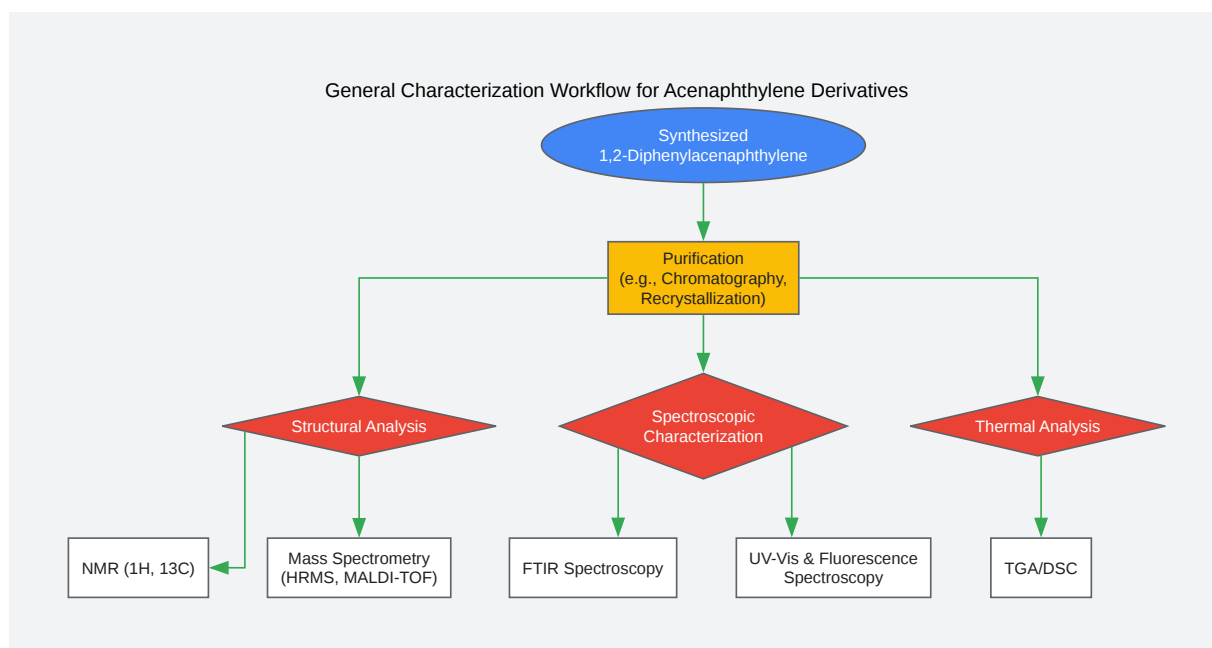 General Characterization Workflow for Acenaphthylene Derivatives
Synthesized
1,2-Diphenylacenaphthylene
Purification
(e.g., Chromatography,
Recrystallization)
Structural Analysis
Spectroscopic
Characterization
Thermal Analysis
NMR (1H, 13C)
Mass Spectrometry
(HRMS, MALDI-TOF)
FTIR Spectroscopy
UV-Vis & Fluorescence
Spectroscopy
TGA/DSC